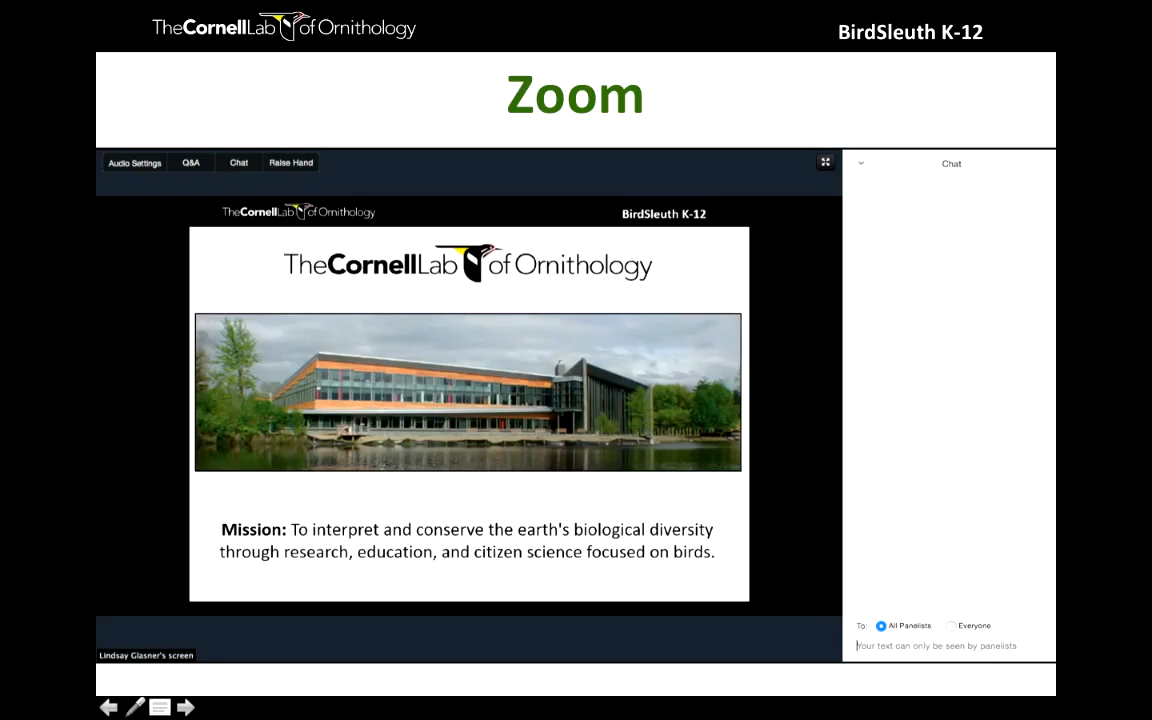 TheCornellLab of Ornithology
BirdSleuth K-12
Zoom
Audio Settings Q&A Chat Raise Hand
Chat
TheCornellLab of Ornithology
BirdSleuth K-12
TheCornellLab of Ornithology
Mission: To interpret and conserve the earth's biological diversity
through research, education, and citizen science focused on birds.
To: All Panelists Everyone
Your text can only be seen by panelists
Lindsay Glasner's screen